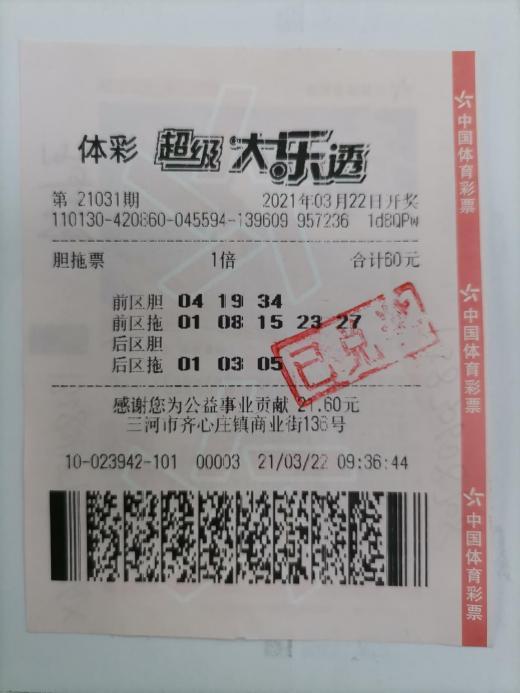 体彩 超级大乐透
第 21031期 2021年03月22日开奖
110130-420860-045594-139609 957236 1d8QPw
胆拖票 1倍 合计60元
前区胆 04 19 34
前区拖 01 08 15 23 27
后区胆
后区拖 01 03 05
已兑
感谢您为公益事业贡献 21.60元
三河市齐心庄镇商业街136号
10-023942-101 00003 21/03/22 09:36:44
中国体育彩票
中国体育彩票
中国体育彩票